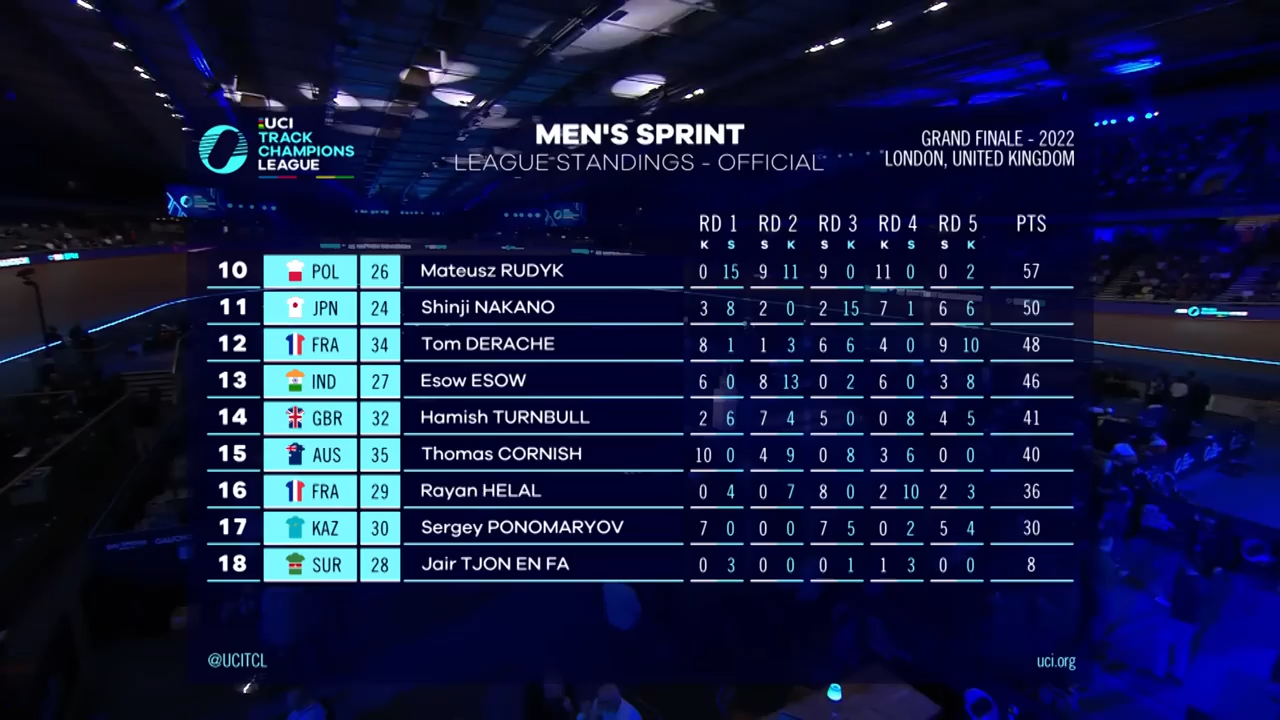 UCI
TRACK
CHAMPIONS
LEAGUE
MEN'S SPRINT
LEAGUE STANDINGS - OFFICIAL
GRAND FINALE - 2022
LONDON, UNITED KINGDOM
RD 1 RD 2 RD 3 RD 4 RD 5 PTS
K S S K S K K S S K
10 POL 26 Mateusz RUDYK 0 15 9 11 9 0 11 0 0 2 57
11 JPN 24 Shinji NAKANO 3 8 2 0 2 15 7 1 6 6 50
12 FRA 34 Tom DERACHE 8 1 1 3 6 6 4 0 9 10 48
13 IND 27 Esow ESOW 6 0 8 13 0 2 6 0 3 8 46
14 GBR 32 Hamish TURNBULL 2 6 7 4 5 0 0 8 4 5 41
15 AUS 35 Thomas CORNISH 10 0 4 9 0 8 3 6 0 0 40
16 FRA 29 Rayan HELAL 0 4 0 7 8 0 2 10 2 3 36
17 KAZ 30 Sergey PONOMARYOV 7 0 0 0 7 5 0 2 5 4 30
18 SUR 28 Jair TJON EN FA 0 3 0 0 0 1 1 3 0 0 8
@UCITCL
uci.org